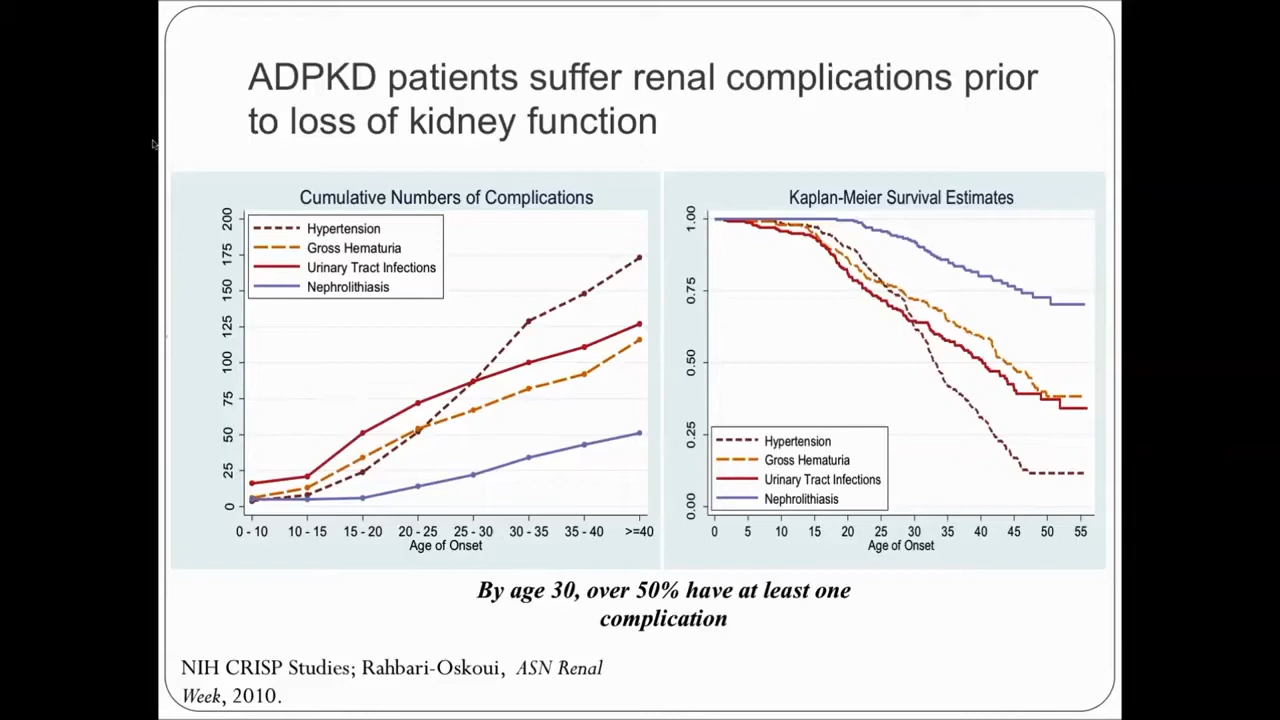 ADPKD patients suffer renal complications prior
to loss of kidney function
Cumulative Numbers of Complications
200
175
150
125
100
75
50
25
0
Hypertension
Gross Hematuria
Urinary Tract Infections
Nephrolithiasis
0 - 10 10 - 15 15 - 20 20 - 25 25 - 30 30 - 35 35 - 40 >=40
Age of Onset
Kaplan-Meier Survival Estimates
1.00
0.75
0.50
0.25
0.00
Hypertension
Gross Hematuria
Urinary Tract Infections
Nephrolithiasis
0 5 10 15 20 25 30 35 40 45 50 55
Age of Onset
By age 30, over 50% have at least one
complication
NIH CRISP Studies; Rahbari-Oskoui, ASN Renal
Week, 2010.